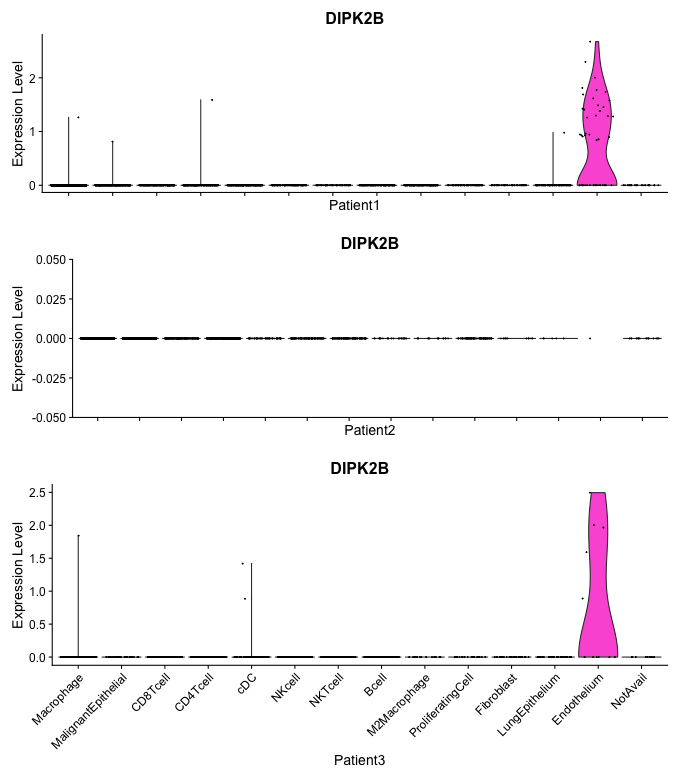 DIPK2B
Expression Level
2
1
0
Patient1
DIPK2B
Expression Level
0.050
0.025
0.000
-0.025
-0.050
Patient2
DIPK2B
Expression Level
2.5
2.0
1.5
1.0
0.5
0.0
Macrophage
MalignantEpithelial
CD8Tcell
CD4Tcell
cDC
NKcell
NKTcell
Bcell
M2Macrophage
ProliferatingCell
Fibroblast
LungEpithelium
Endothelium
NotAvail
Patient3